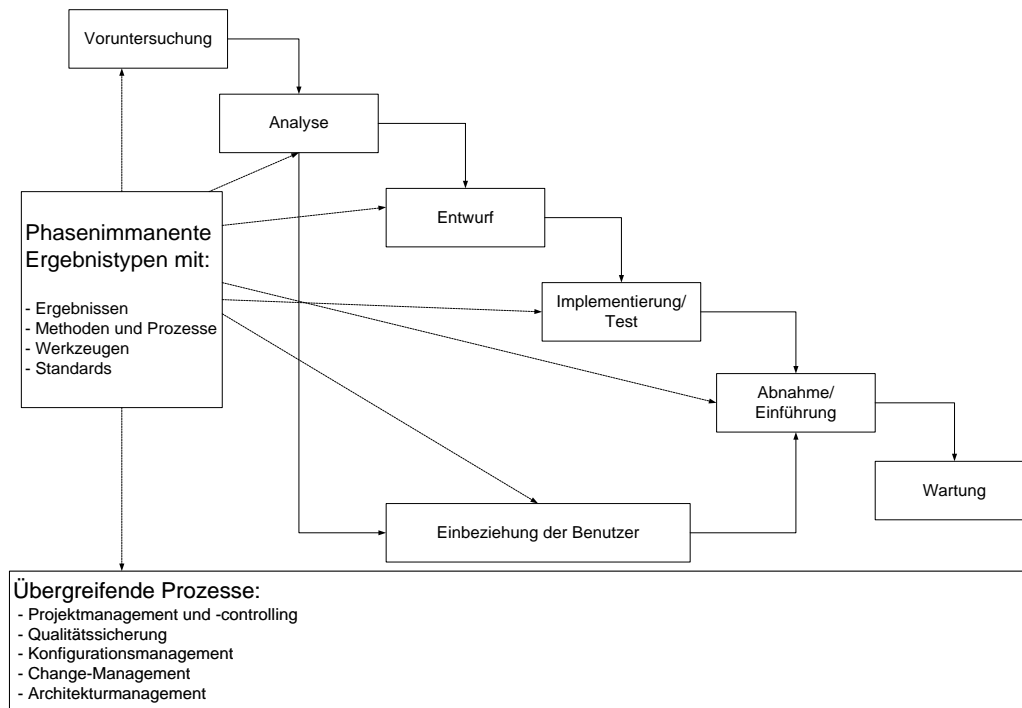 Voruntersuchung
Analyse
Entwurf
Phasenimmanente
Ergebnistypen mit:
- Ergebnissen
- Methoden und Prozesse
- Werkzeugen
- Standards
Implementierung/
Test
Abnahme/
Einführung
Wartung
Einbeziehung der Benutzer
Übergreifende Prozesse:
- Projektmanagement und -controlling
- Qualitätssicherung
- Konfigurationsmanagement
- Change-Management
- Architekturmanagement